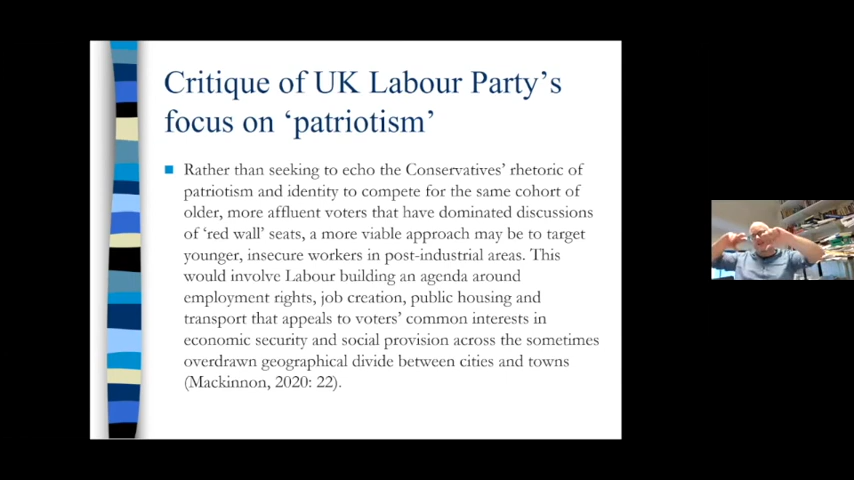 Critique of UK Labour Party's
focus on 'patriotism'
Rather than seeking to echo the Conservatives' rhetoric of
patriotism and identity to compete for the same cohort of
older, more affluent voters that have dominated discussions
of 'red wall' seats, a more viable approach may be to target
younger, insecure workers in post-industrial areas. This
would involve Labour building an agenda around
employment rights, job creation, public housing and
transport that appeals to voters' common interests in
economic security and social provision across the sometimes
overdrawn geographical divide between cities and towns
(Mackinnon, 2020: 22).